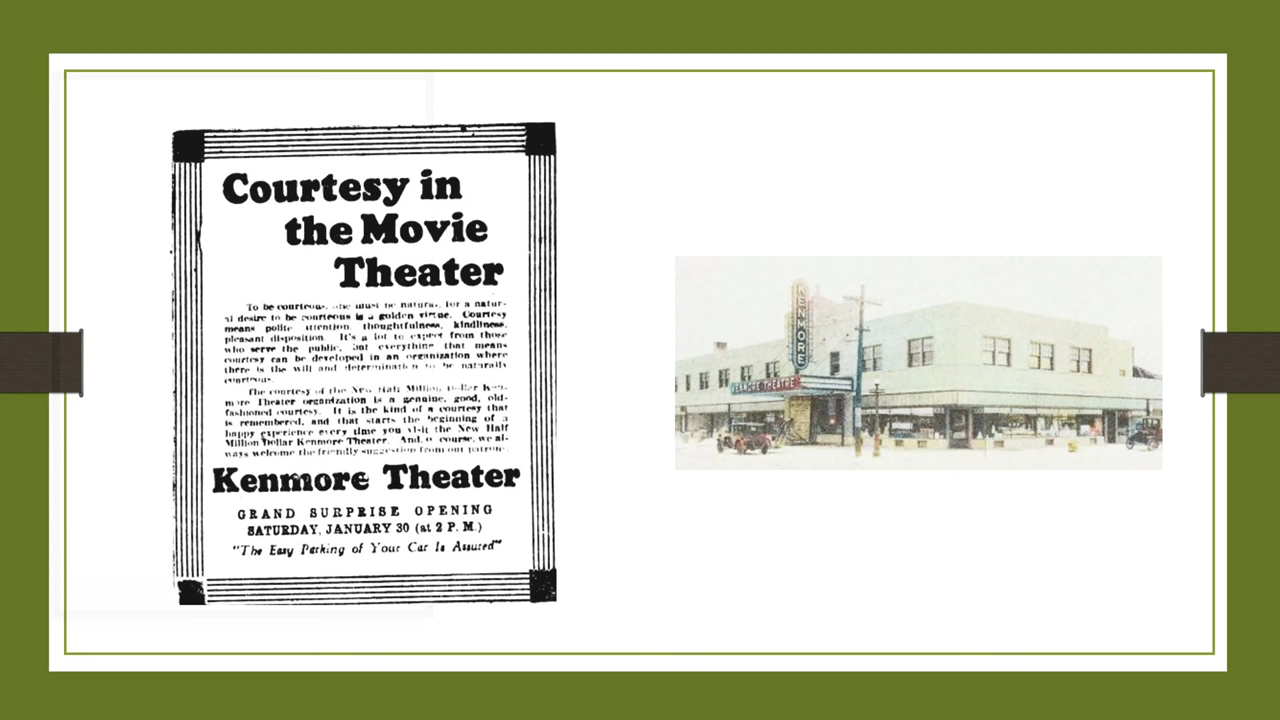 Courtesy in
the Movie
Theater
To be courteous, one must be natural, for a natur-
al desire to be courteous is a golden virtue. Courtesy
means polite attention, thoughtfulness, kindliness,
pleasant disposition. It's a lot to expect from those
who serve the public, but everything that means
courtesy can be developed in an organization where
there is the will and determination to be naturally
courteous.
The courtesy of the New Half Million Dollar Ken-
more Theater organization is a genuine, good, old-
fashioned courtesy. It is the kind of a courtesy that
is remembered, and that starts the beginning of a
happy experience every time you visit the New Half
Million Dollar Kenmore Theater. And, of course, we al-
ways welcome the friendly suggestion from our patrons.
Kenmore Theater
GRAND SURPRISE OPENING
SATURDAY, JANUARY 30 (at 2 P. M.)
"The Easy Parking of Your Car Is Assured"
KENMORE
KENMORE THEATRE